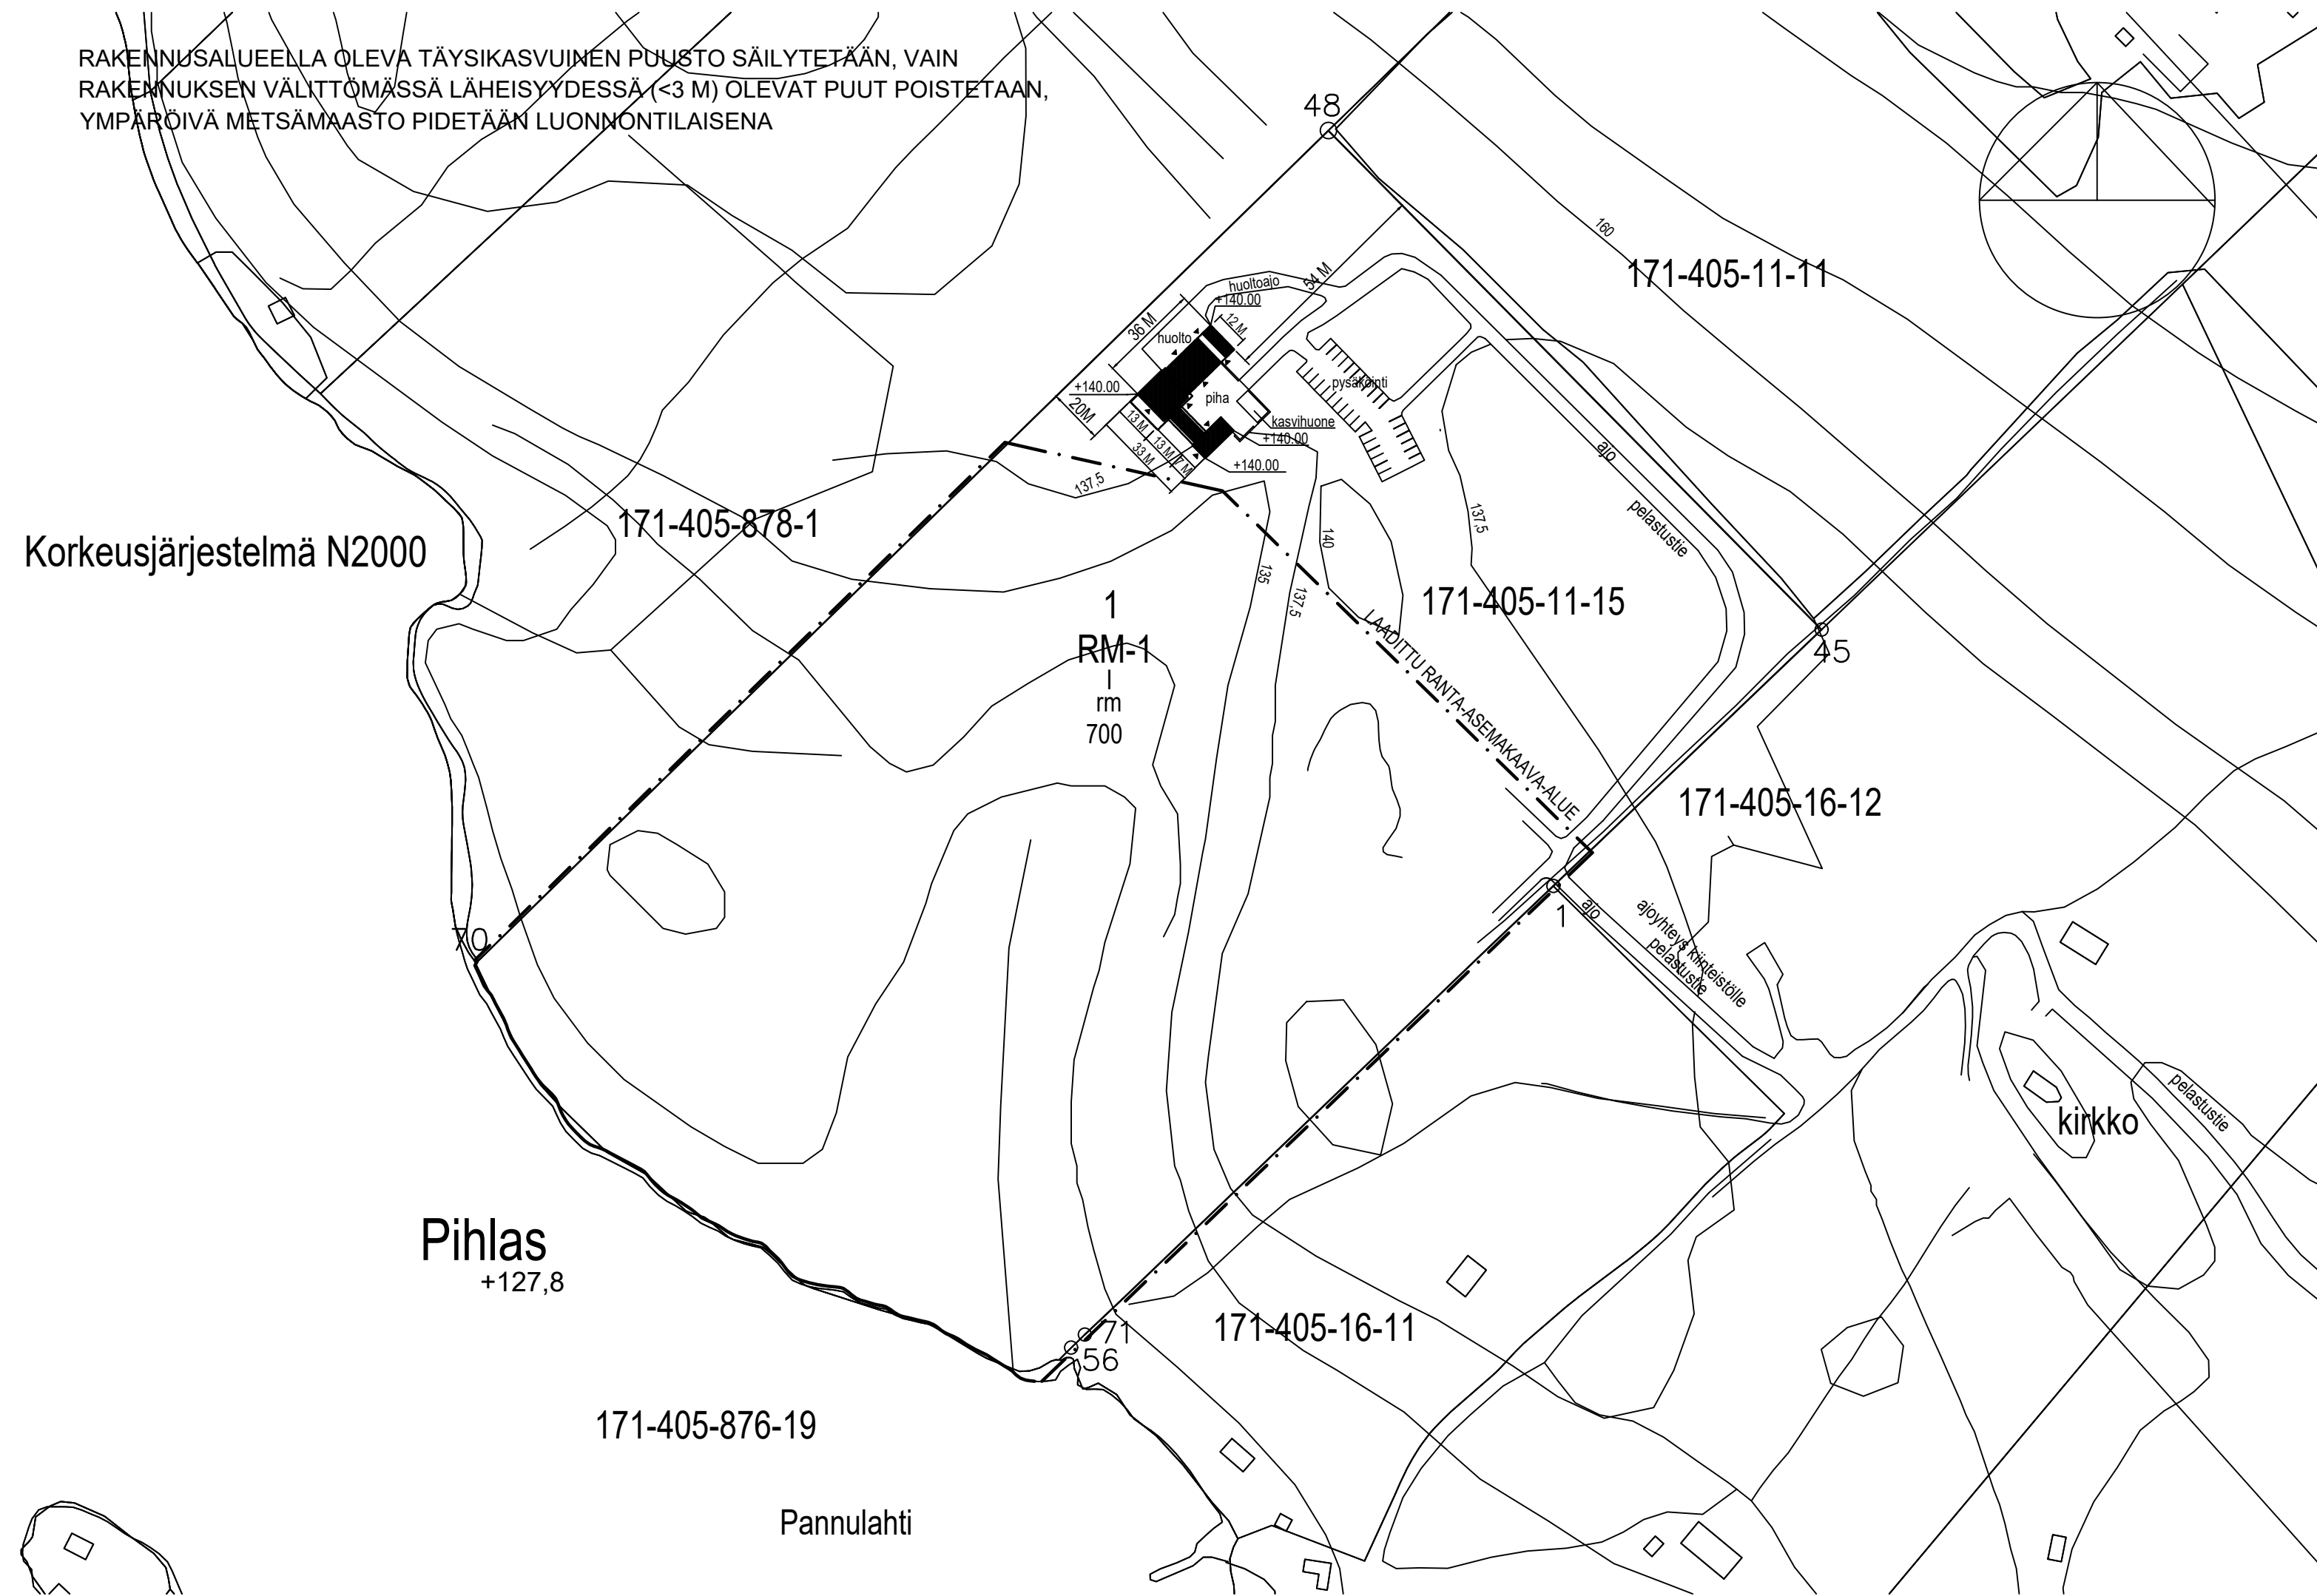 RAKENNUSALUEELLA OLEVA TÄYSIKASVUINEN PUUSTO SÄILYTETÄÄN, VAIN
RAKENNUKSEN VÄLITTÖMÄSSÄ LÄHEISYYDESSÄ (<3 M) OLEVAT PUUT POISTETAAN,
YMPÄRÖIVÄ METSÄMAASTO PIDETÄÄN LUONNONTILAISENA
48
160
171-405-11-11
huoltoajo
54 M
+140.00
36 M
12 M
huolto
pysäköinti
+140.00
piha
20M
kasvihuone
13 M
+140.00
13 M
7 M
33 M
+140.00
ajo
137,5
pelastustie
137,5
171-405-878-1
140
Korkeusjärjestelmä N2000
135
137,5
171-405-11-15
1
RM-1
I
rm
700
LAADITTU RANTA-ASEMAKAAVA-ALUE
45
171-405-16-12
70
1
ajo
ajoyhteys kiinteistölle
pelastustie
pelastustie
kirkko
Pihlas
+127,8
71
56
171-405-16-11
171-405-876-19
Pannulahti